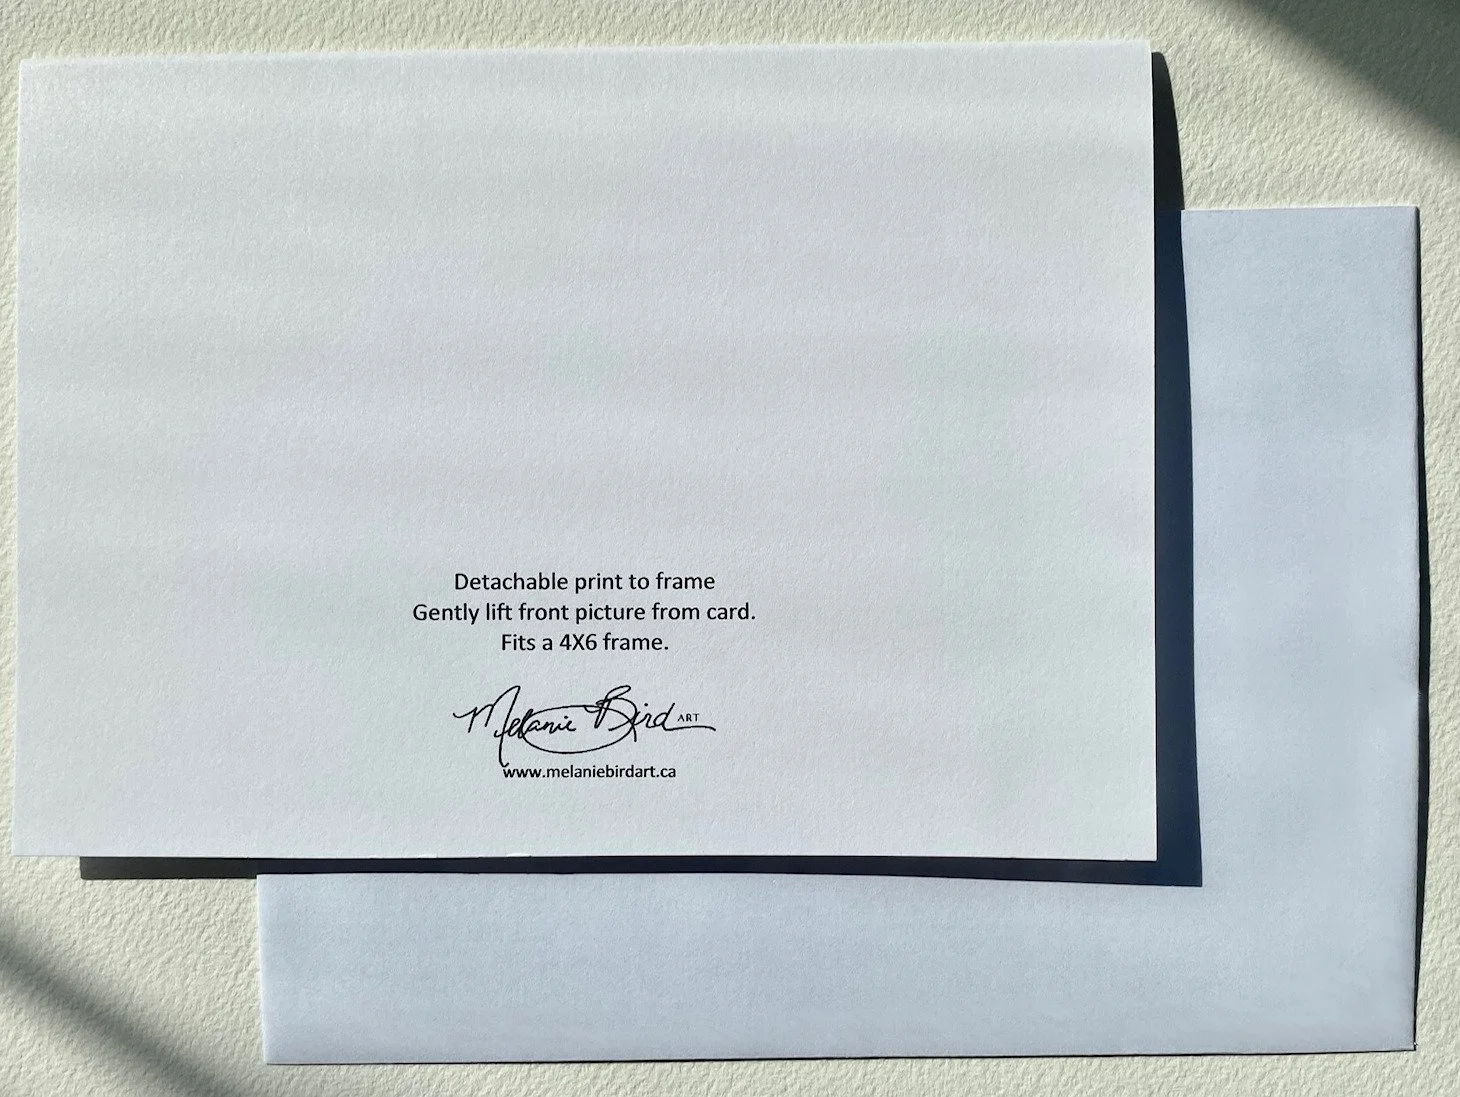 Detachable print to frame
Gently lift front picture from card.
Fits a 4X6 frame.
Melanie Bird ART
www.melaniebirdart.ca